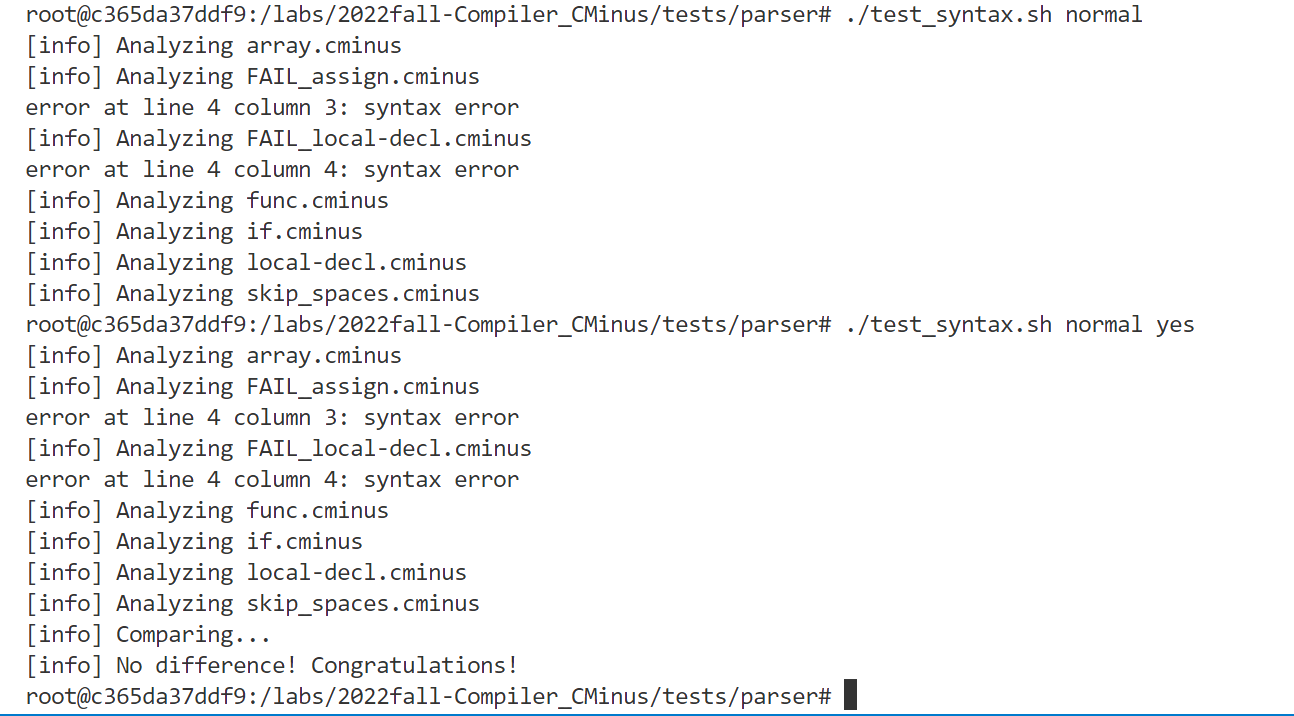 root@c365da37ddf9:/labs/2022fall-Compiler_CMinus/tests/parser# ./test_syntax.sh normal
[info] Analyzing array.cminus
[info] Analyzing FAIL_assign.cminus
error at line 4 column 3: syntax error
[info] Analyzing FAIL_local-decl.cminus
error at line 4 column 4: syntax error
[info] Analyzing func.cminus
[info] Analyzing if.cminus
[info] Analyzing local-decl.cminus
[info] Analyzing skip_spaces.cminus
root@c365da37ddf9:/labs/2022fall-Compiler_CMinus/tests/parser# ./test_syntax.sh normal yes
[info] Analyzing array.cminus
[info] Analyzing FAIL_assign.cminus
error at line 4 column 3: syntax error
[info] Analyzing FAIL_local-decl.cminus
error at line 4 column 4: syntax error
[info] Analyzing func.cminus
[info] Analyzing if.cminus
[info] Analyzing local-decl.cminus
[info] Analyzing skip_spaces.cminus
[info] Comparing...
[info] No difference! Congratulations!
root@c365da37ddf9:/labs/2022fall-Compiler_CMinus/tests/parser#